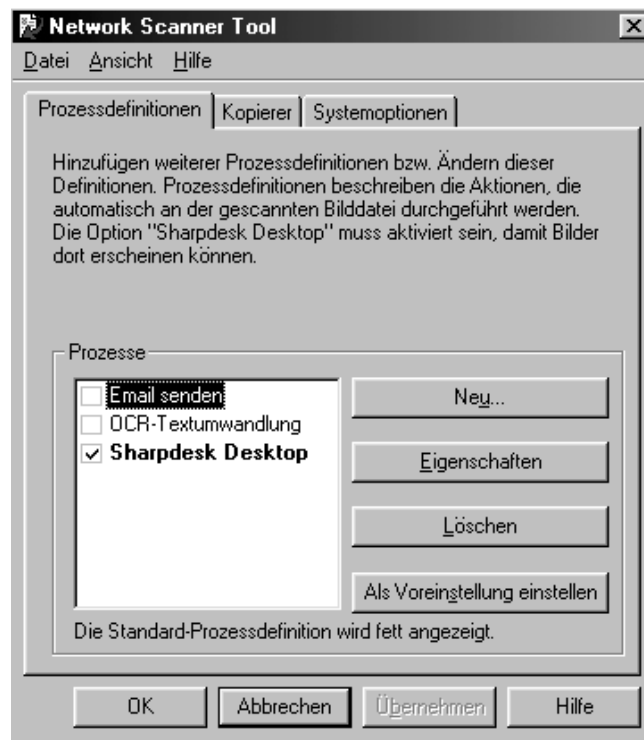 Network Scanner Tool
Datei Ansicht Hilfe
Prozessdefinitionen Kopierer Systemoptionen
Hinzufügen weiterer Prozessdefinitionen bzw. Ändern dieser
Definitionen. Prozessdefinitionen beschreiben die Aktionen, die
automatisch an der gescannten Bilddatei durchgeführt werden.
Die Option "Sharpdesk Desktop" muss aktiviert sein, damit Bilder
dort erscheinen können.
Prozesse
Email senden
OCR-Textumwandlung
Sharpdesk Desktop
Neu...
Eigenschaften
Löschen
Als Voreinstellung einstellen
Die Standard-Prozessdefinition wird fett angezeigt.
OK Abbrechen Übernehmen Hilfe